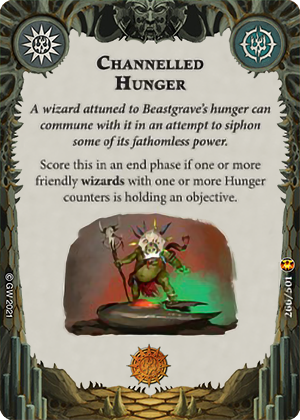 CHANNELLED
HUNGER
A wizard attuned to Beastgrave's hunger can
commune with it in an attempt to siphon
some of its fathomless power.
Score this in an end phase if one or more
friendly wizards with one or more Hunger
counters is holding an objective.
© GW 2021
266/501